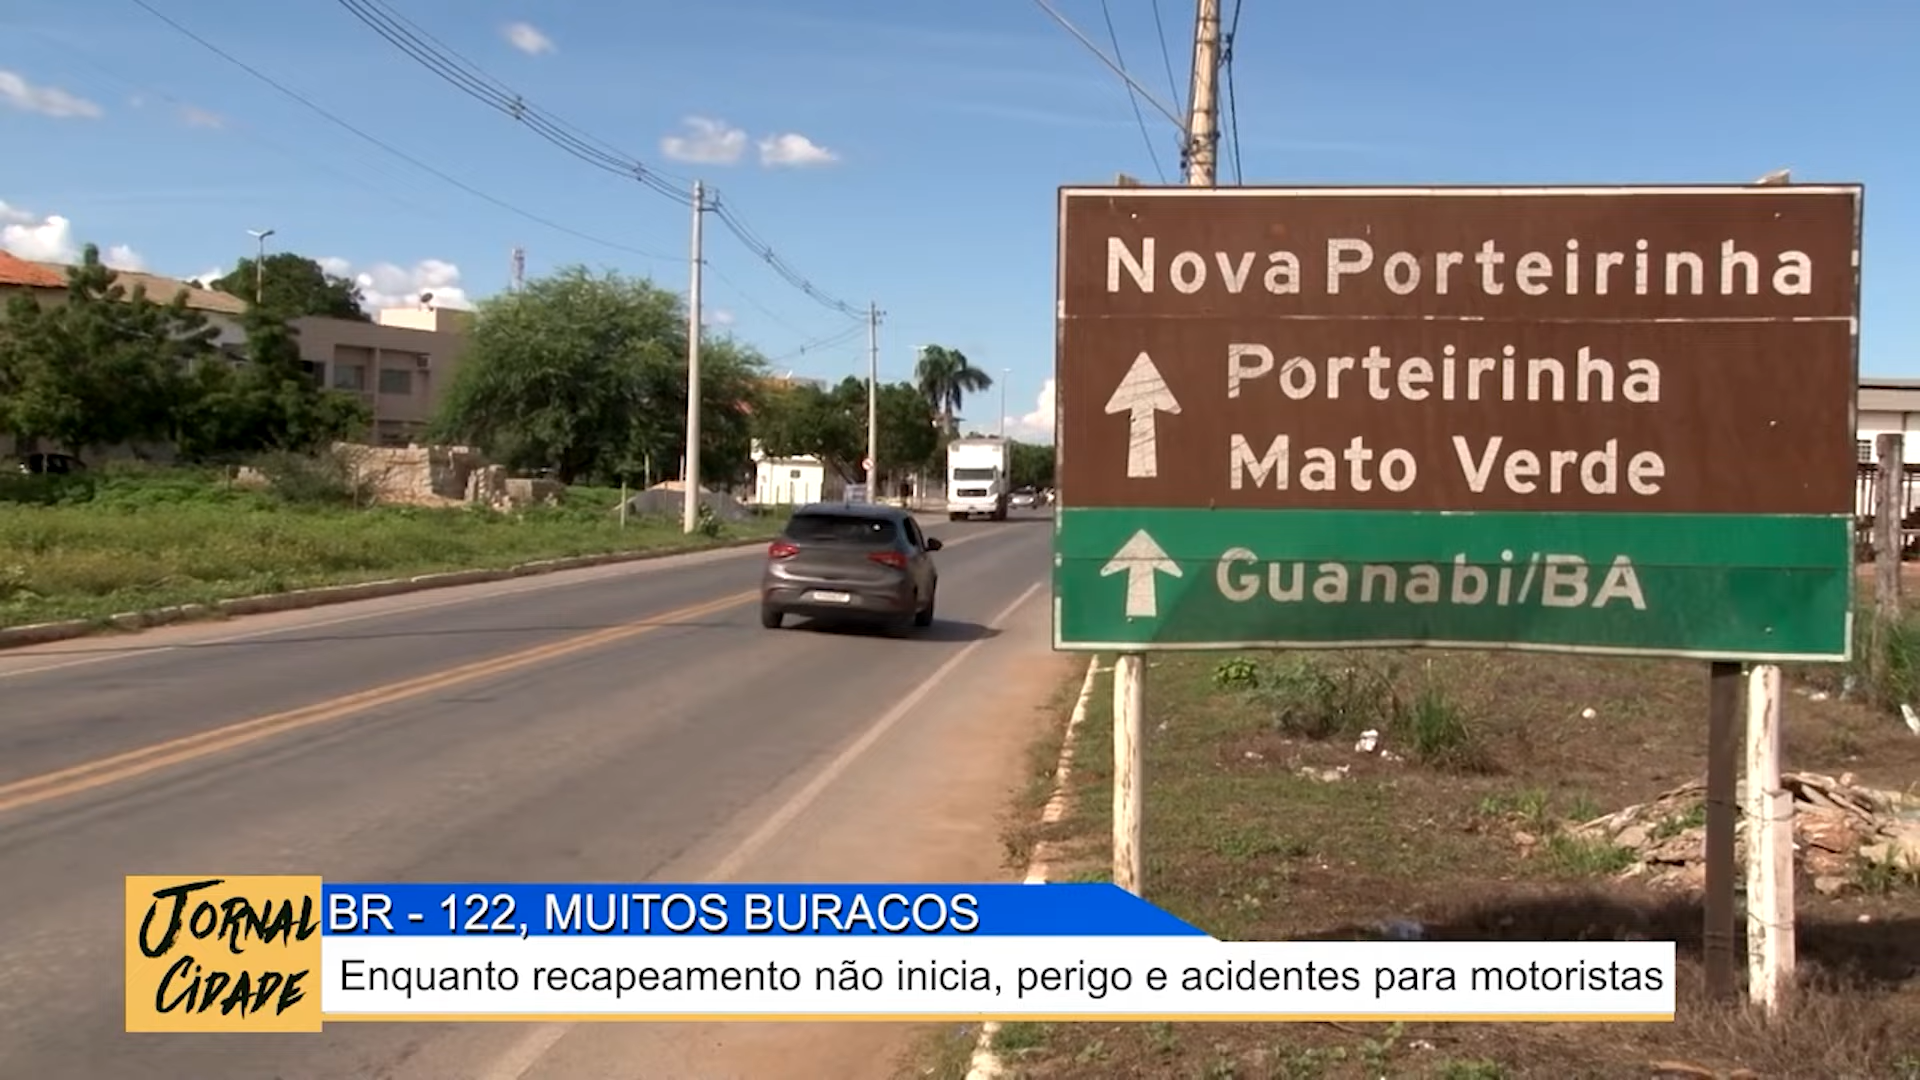 Nova Porteirinha
Porteirinha
Mato Verde
Guanabi/BA
JORNAL
CIDADE
BR - 122, MUITOS BURACOS
Enquanto recapeamento não inicia, perigo e acidentes para motoristas